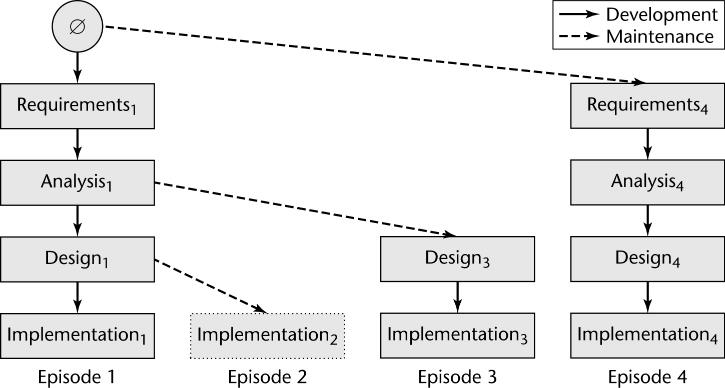 ∅
Development
Maintenance
Requirements₁
Requirements₄
Analysis₁
Analysis₄
Design₁
Design₃
Design₄
Implementation₁
Implementation₂
Implementation₃
Implementation₄
Episode 1
Episode 2
Episode 3
Episode 4